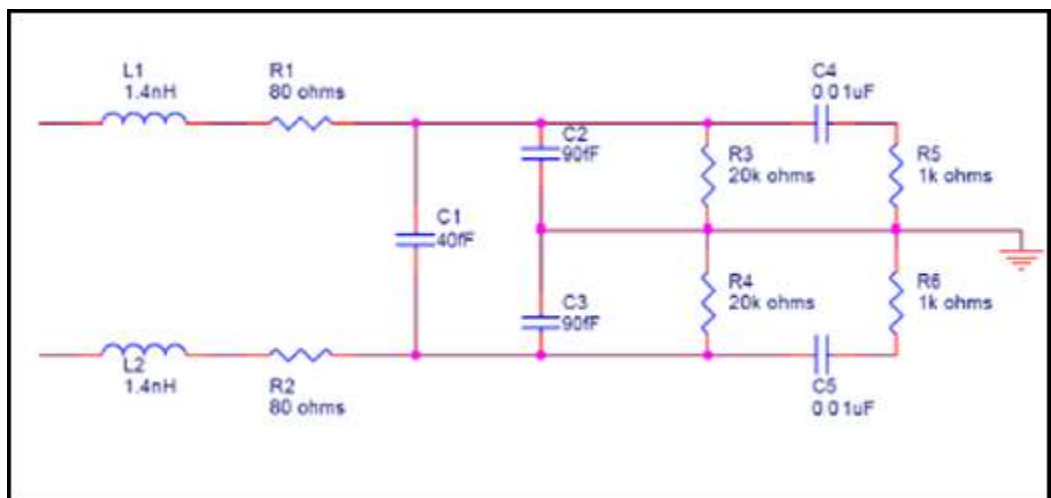 L1
1.4nH
R1
80 ohms
C4
0.01uF
C2
90fF
R3
20k ohms
R5
1k ohms
C1
40fF
C3
90fF
R4
20k ohms
R6
1k ohms
L2
1.4nH
R2
80 ohms
C5
0.01uF